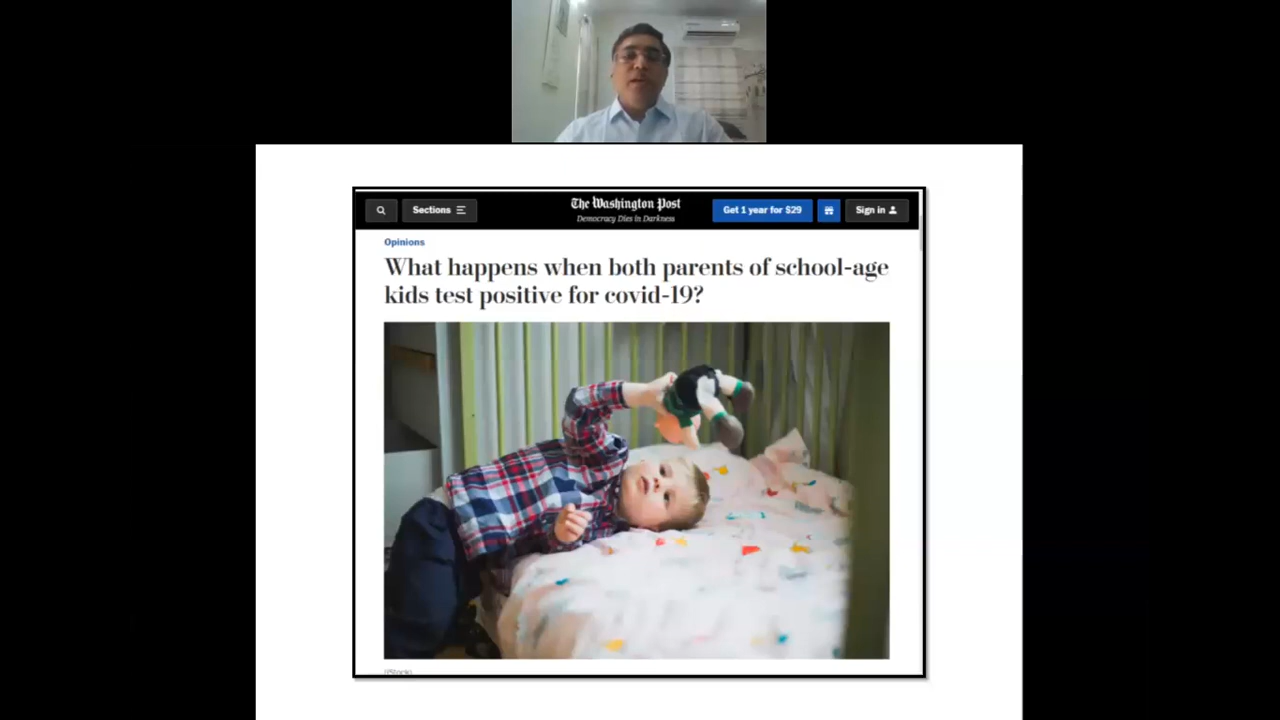 The Washington Post
Sections
Democracy Dies in Darkness
Get 1 year for $29
Sign in
Opinions
What happens when both parents of school-age
kids test positive for covid-19?
(iStock)